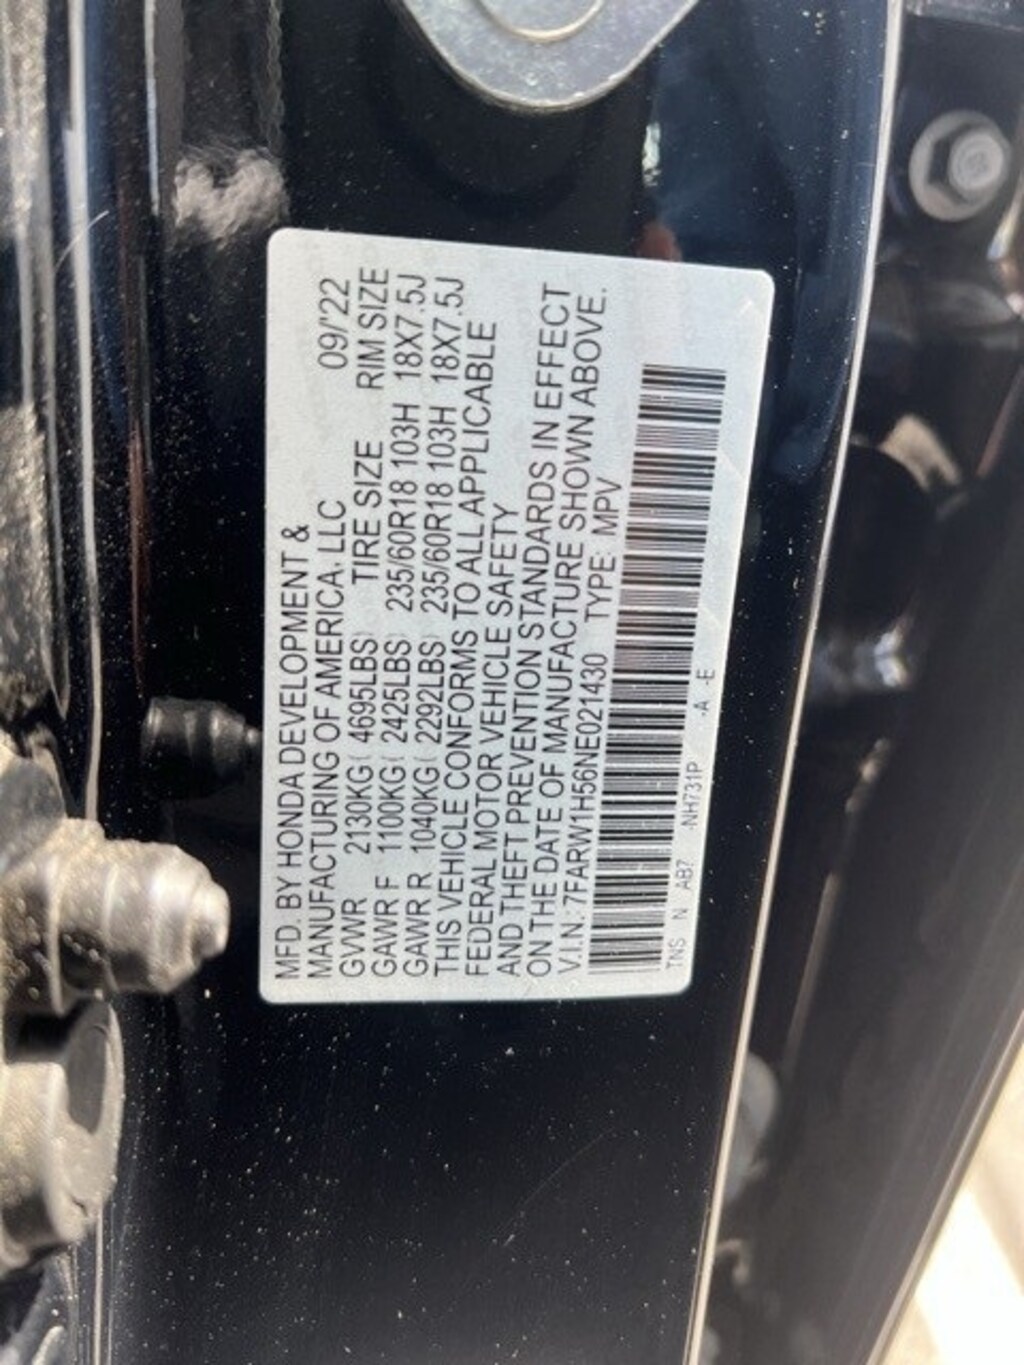 MFD. BY HONDA DEVELOPMENT &
MANUFACTURING OF AMERICA, LLC 09/'22
GVWR 2130KG( 4695LBS) TIRE SIZE RIM SIZE
GAWR F 1100KG( 2425LBS) 235/60R18 103H 18X7.5J
GAWR R 1040KG( 2292LBS) 235/60R18 103H 18X7.5J
THIS VEHICLE CONFORMS TO ALL APPLICABLE
FEDERAL MOTOR VEHICLE SAFETY
AND THEFT PREVENTION STANDARDS IN EFFECT
ON THE DATE OF MANUFACTURE SHOWN ABOVE.
V.I.N.: 7FARW1H56NE021430 TYPE: MPV
TNS N AB7 -NH731P -A -E